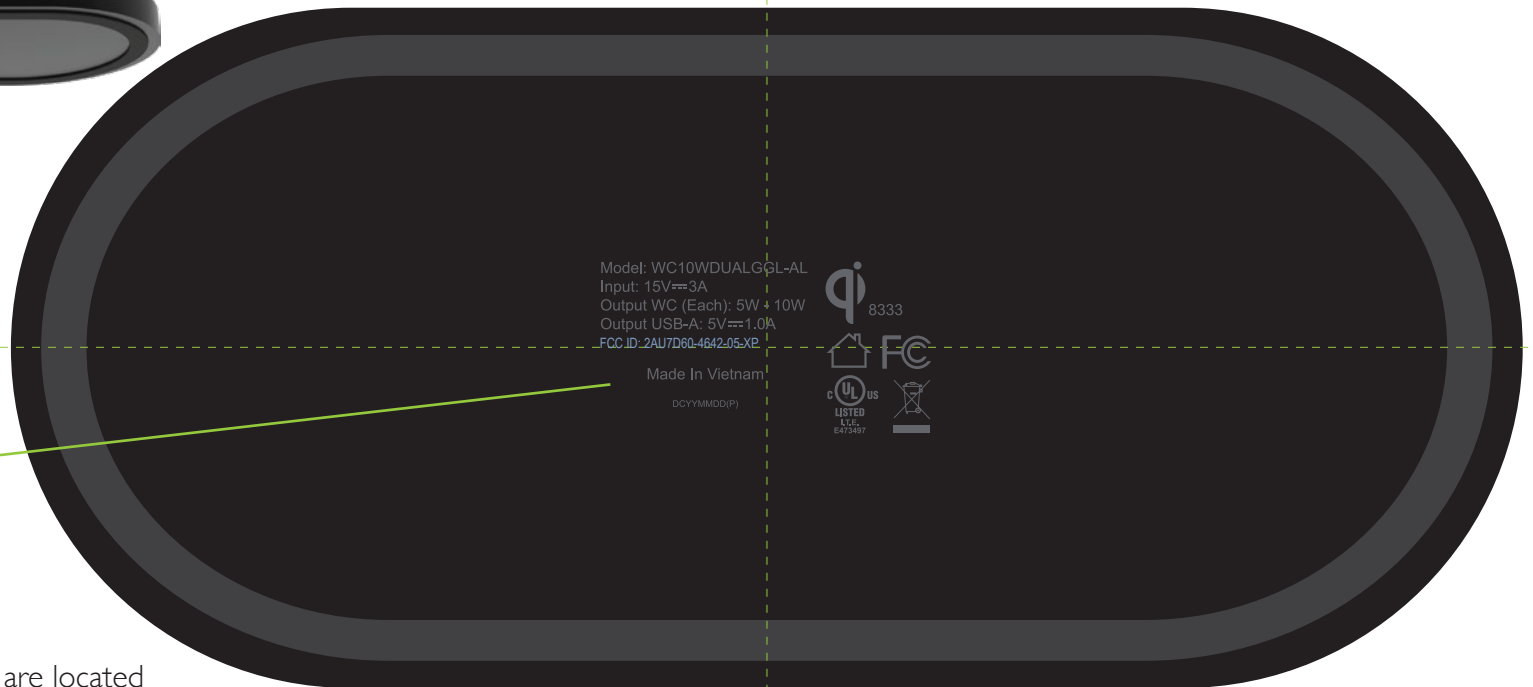 Model: WC10WDUALGGL-AL
Input: 15V⎓3A
Output WC (Each): 5W - 10W
Output USB-A: 5V⎓1.0A
FCC ID: 2AU7D60-4642-05-XP
Made In Vietnam
DCYYMMDD(P)
qi 8333
FC
C UL US
LISTED
I.T.E.
E473497
are located